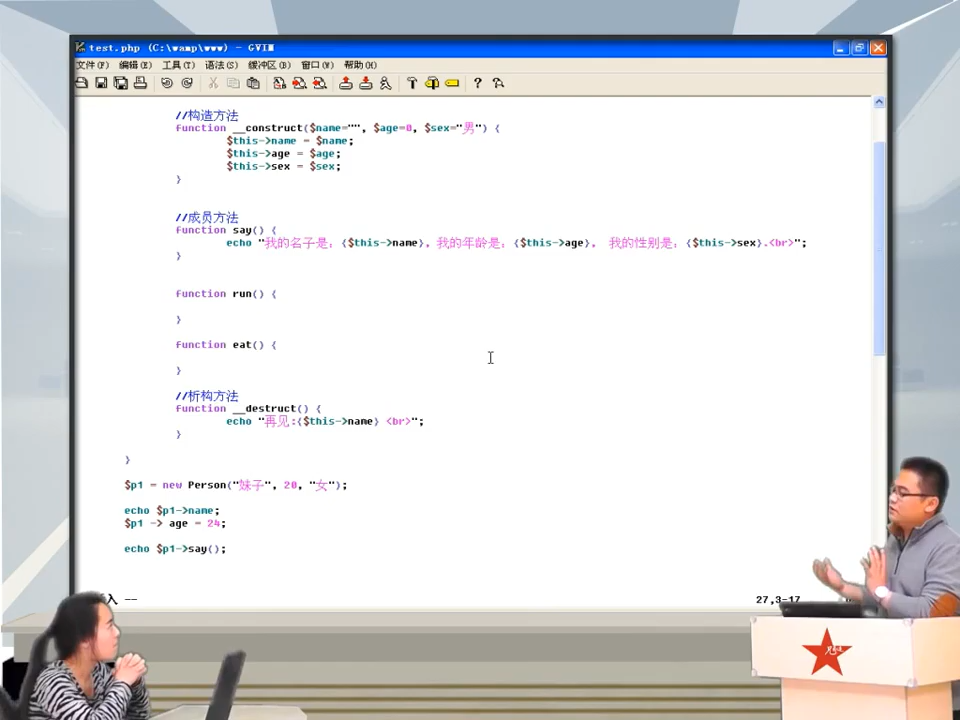 test.php (C:\wamp\www) - GVIM
文件(F) 编辑(E) 工具(T) 语法(S) 缓冲区(B) 窗口(W) 帮助(H)
//构造方法
function __construct($name="", $age=0, $sex="男") {
$this->name = $name;
$this->age = $age;
$this->sex = $sex;
}
//成员方法
function say() {
echo "我的名子是：{$this->name}，我的年龄是：{$this->age}， 我的性别是：{$this->sex}.<br>";
}
function run() {
}
function eat() {
}
//析构方法
function __destruct() {
echo "再见:{$this->name} <br>";
}
}
$p1 = new Person("妹子", 20, "女");
echo $p1->name;
$p1 -> age = 24;
echo $p1->say();
入 --
27,3-17